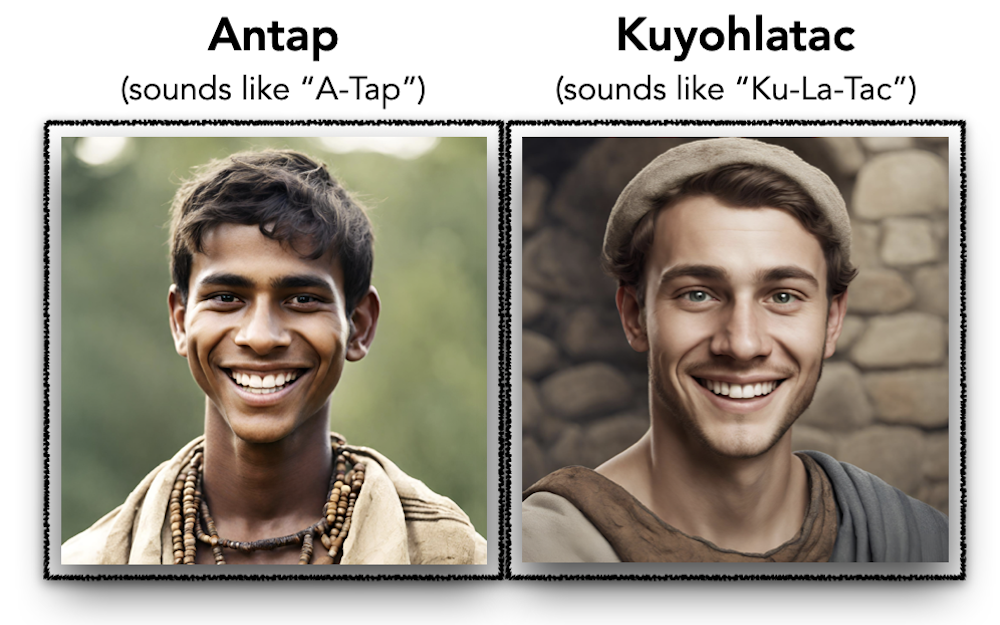 Antap
(sounds like “A-Tap”)
Kuyohlatac
(sounds like “Ku-La-Tac”)